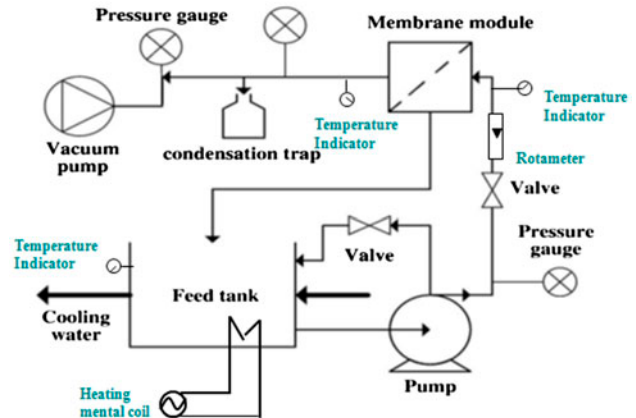 Pressure gauge
Membrane module
Temperature
Indicator
Temperature
Indicator
Vacuum
pump
condensation trap
Rotameter
Valve
Pressure
gauge
Temperature
Indicator
Valve
Feed tank
Cooling
water
Pump
Heating
mental coil